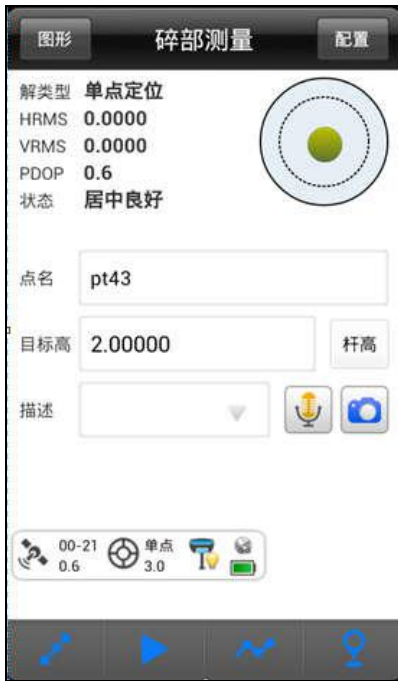 图形 碎部测量 配置
解类型 单点定位
HRMS 0.0000
VRMS 0.0000
PDOP 0.6
状态 居中良好
点名 pt43
目标高 2.00000 杆高
描述
00-21 单点
0.6 3.0